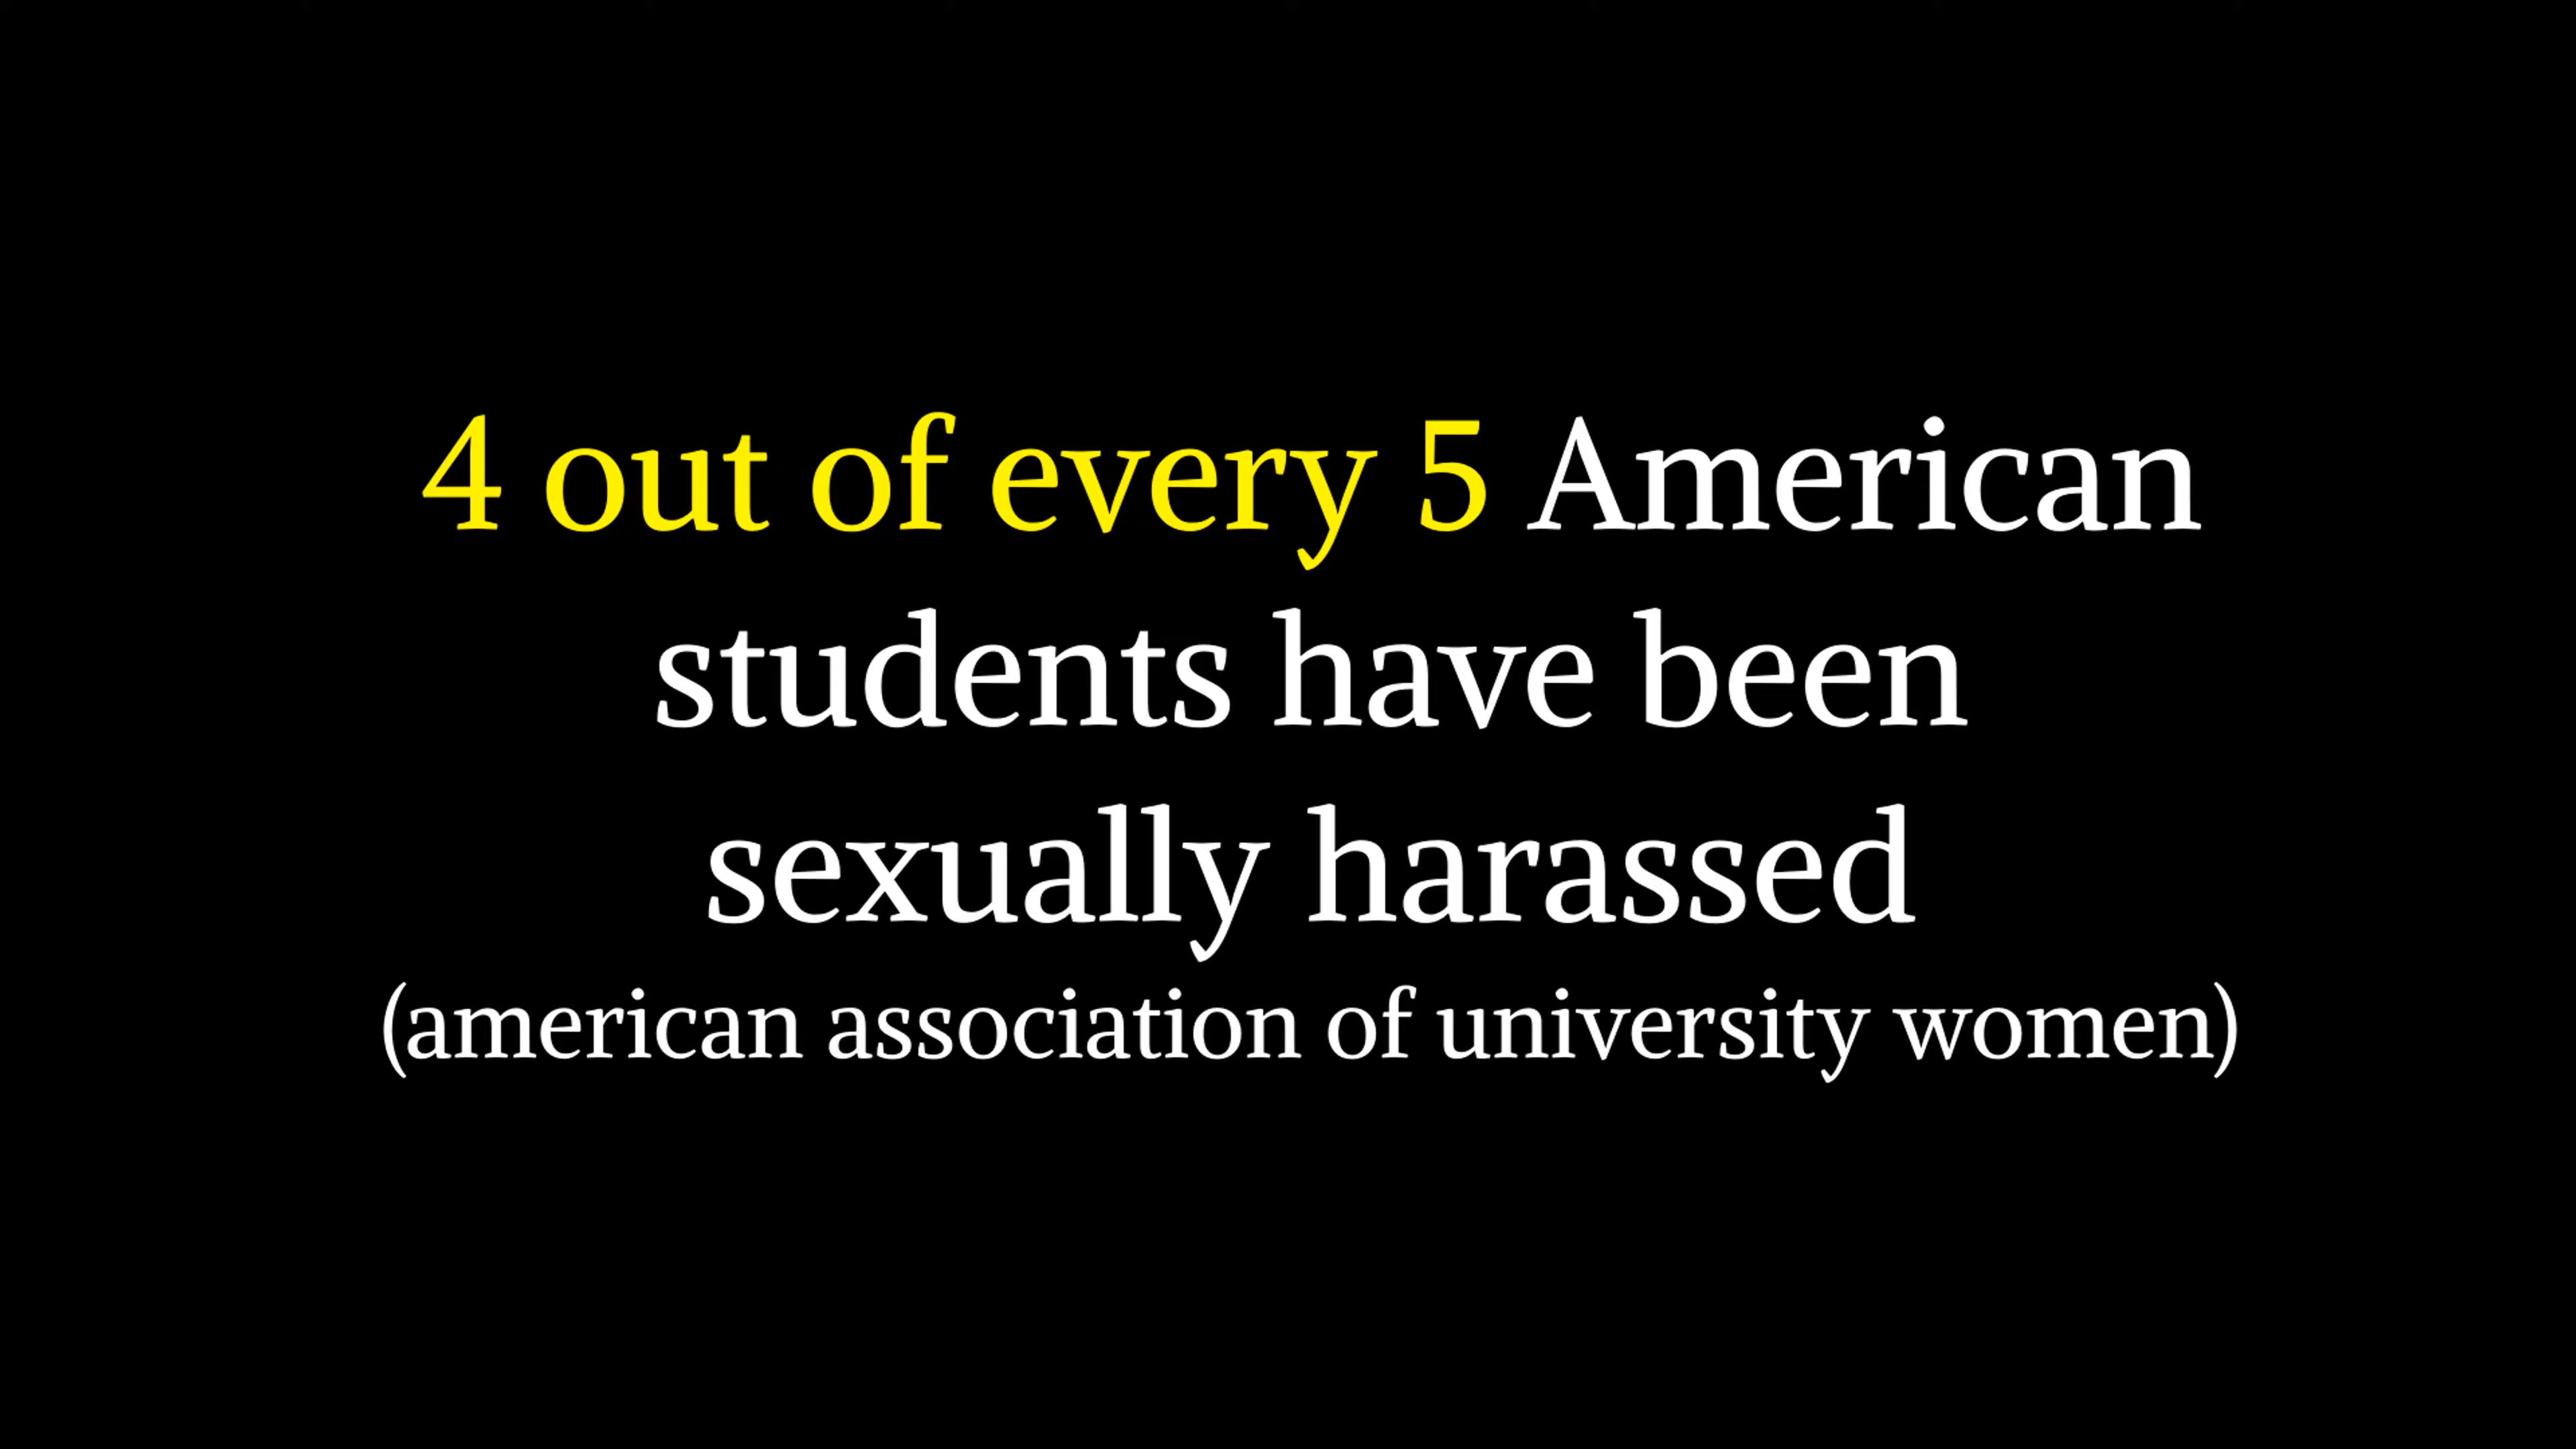 4 out of every 5 American
students have been
sexually harassed
(american association of university women)